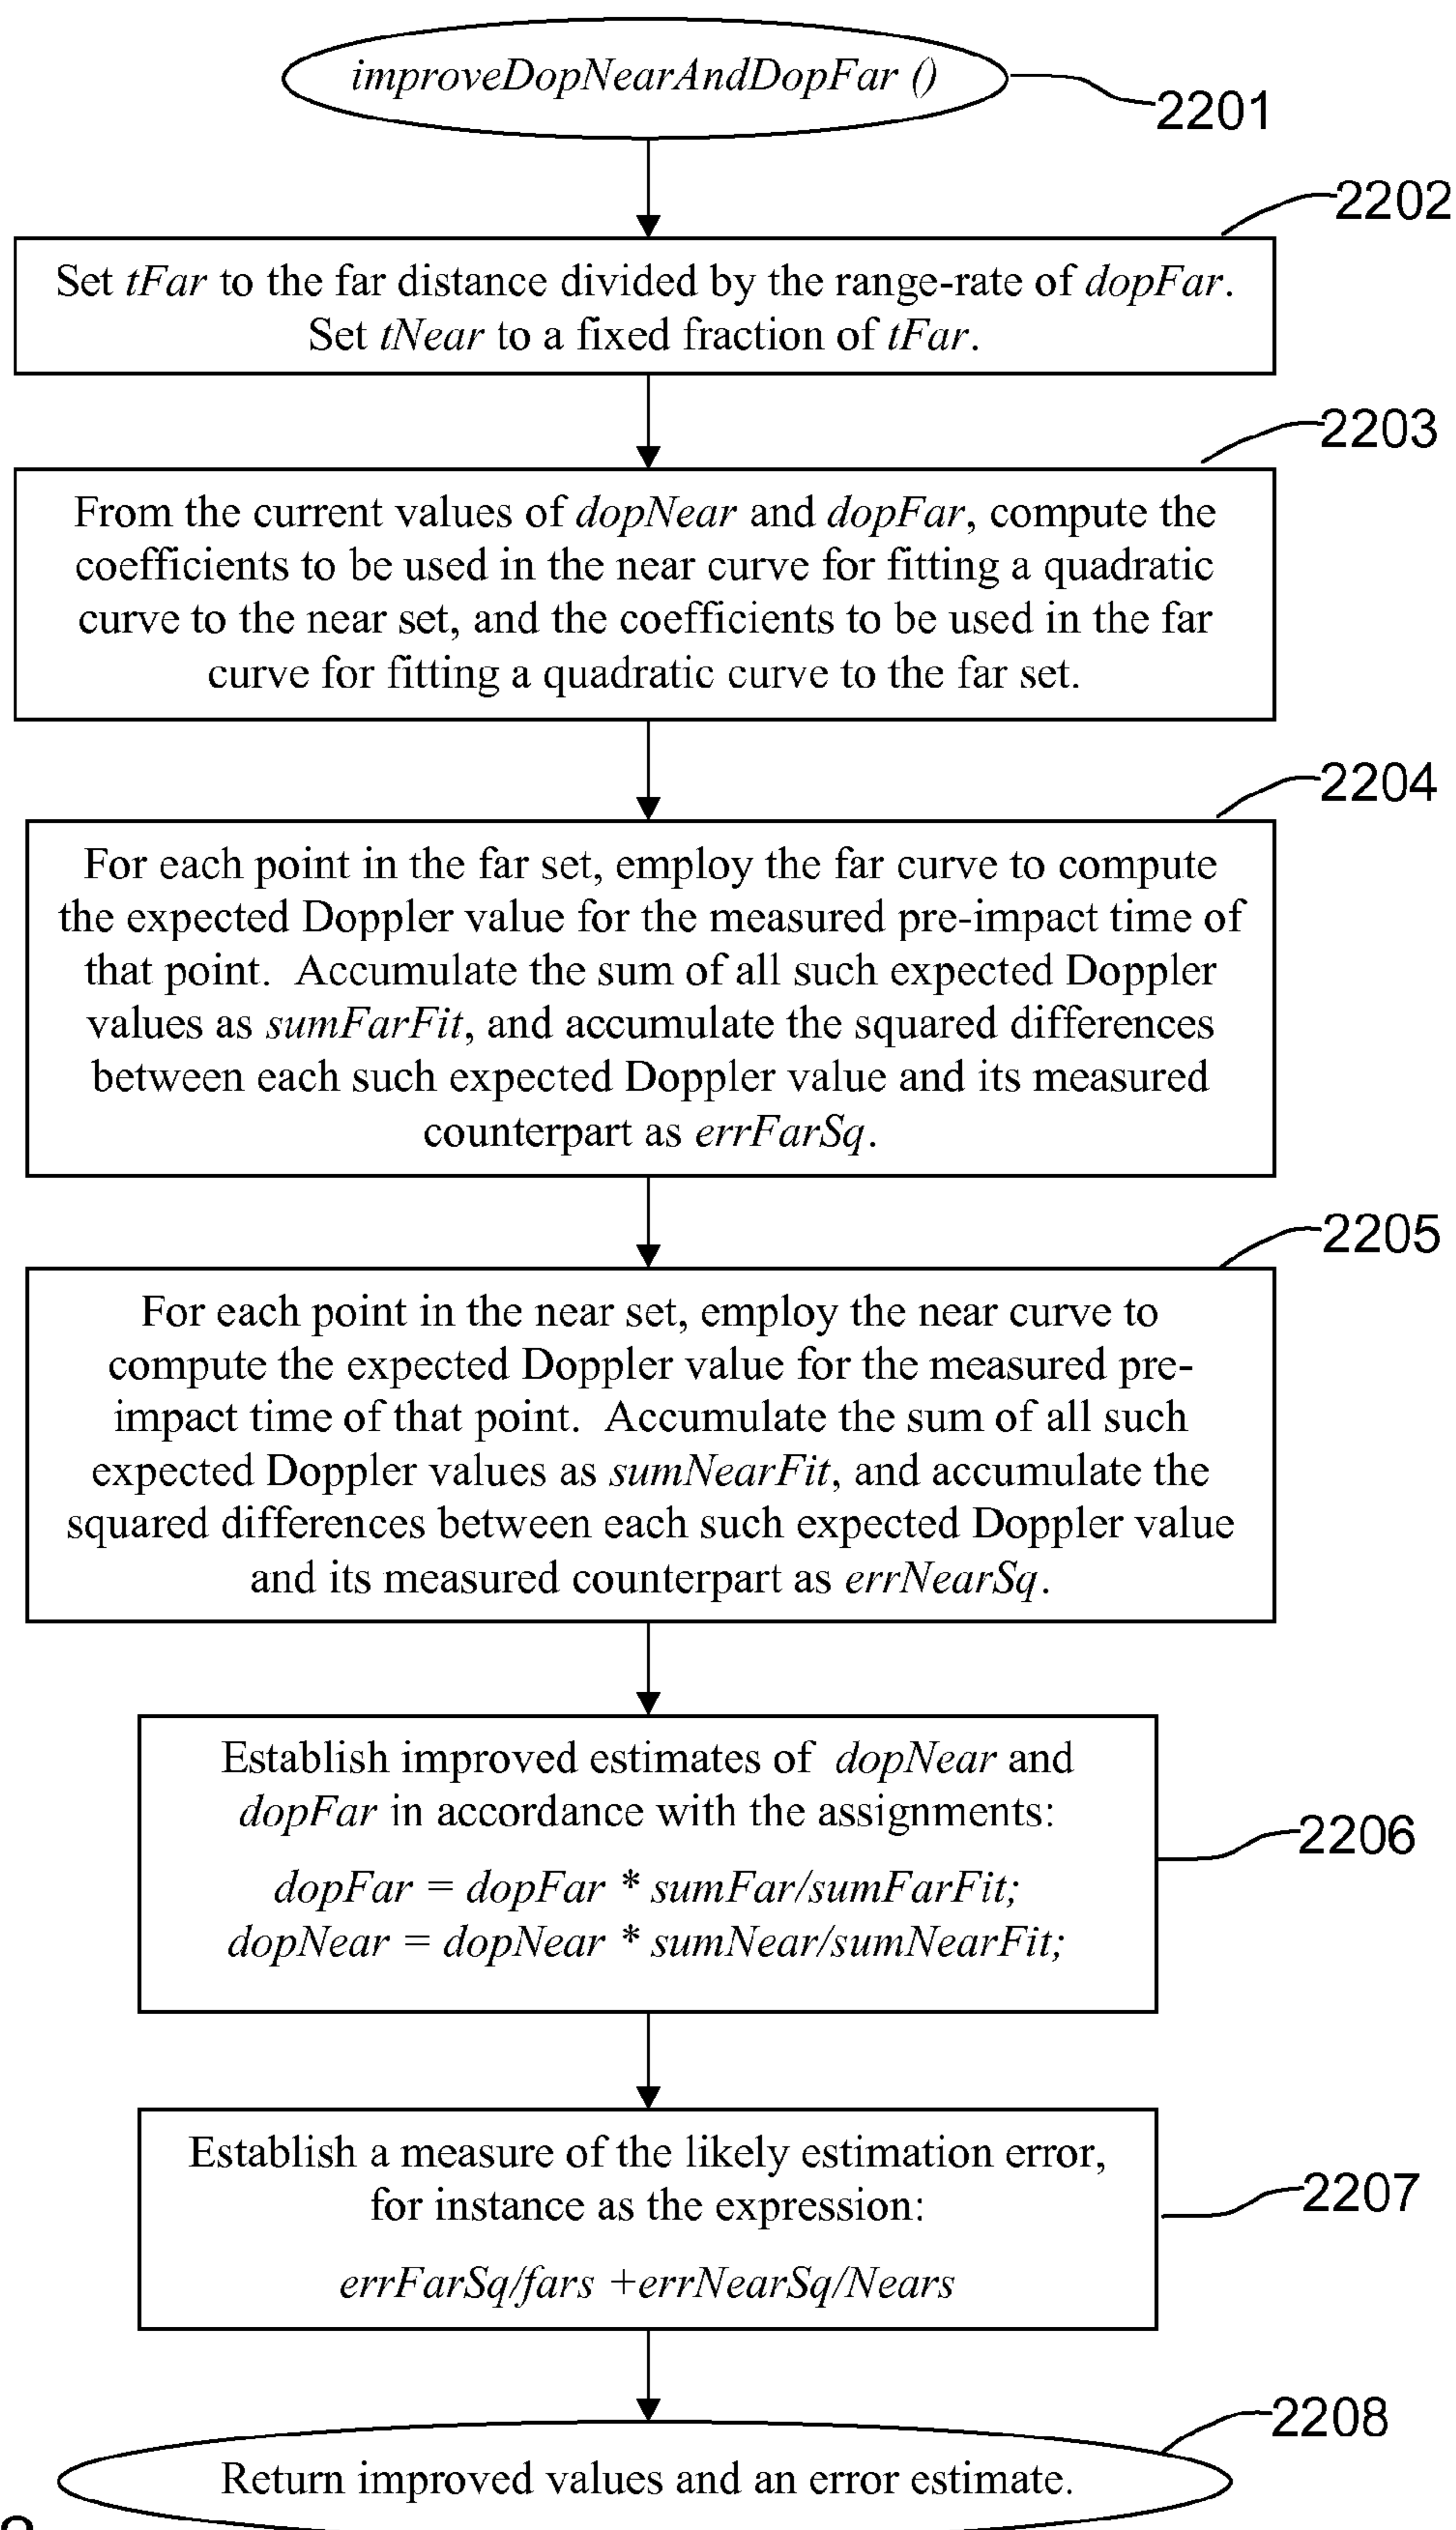 improveDopNearAndDopFar ()
2201
2202
Set tFar to the far distance divided by the range-rate of dopFar.
Set tNear to a fixed fraction of tFar.
2203
From the current values of dopNear and dopFar, compute the
coefficients to be used in the near curve for fitting a quadratic
curve to the near set, and the coefficients to be used in the far
curve for fitting a quadratic curve to the far set.
2204
For each point in the far set, employ the far curve to compute
the expected Doppler value for the measured pre-impact time of
that point.  Accumulate the sum of all such expected Doppler
values as sumFarFit, and accumulate the squared differences
between each such expected Doppler value and its measured
counterpart as errFarSq.
2205
For each point in the near set, employ the near curve to
compute the expected Doppler value for the measured pre-
impact time of that point.  Accumulate the sum of all such
expected Doppler values as sumNearFit, and accumulate the
squared differences between each such expected Doppler value
and its measured counterpart as errNearSq.
Establish improved estimates of  dopNear and
dopFar in accordance with the assignments:
2206
dopFar = dopFar * sumFar/sumFarFit;
dopNear = dopNear * sumNear/sumNearFit;
Establish a measure of the likely estimation error,
for instance as the expression:
2207
errFarSq/fars +errNearSq/Nears
2208
Return improved values and an error estimate.